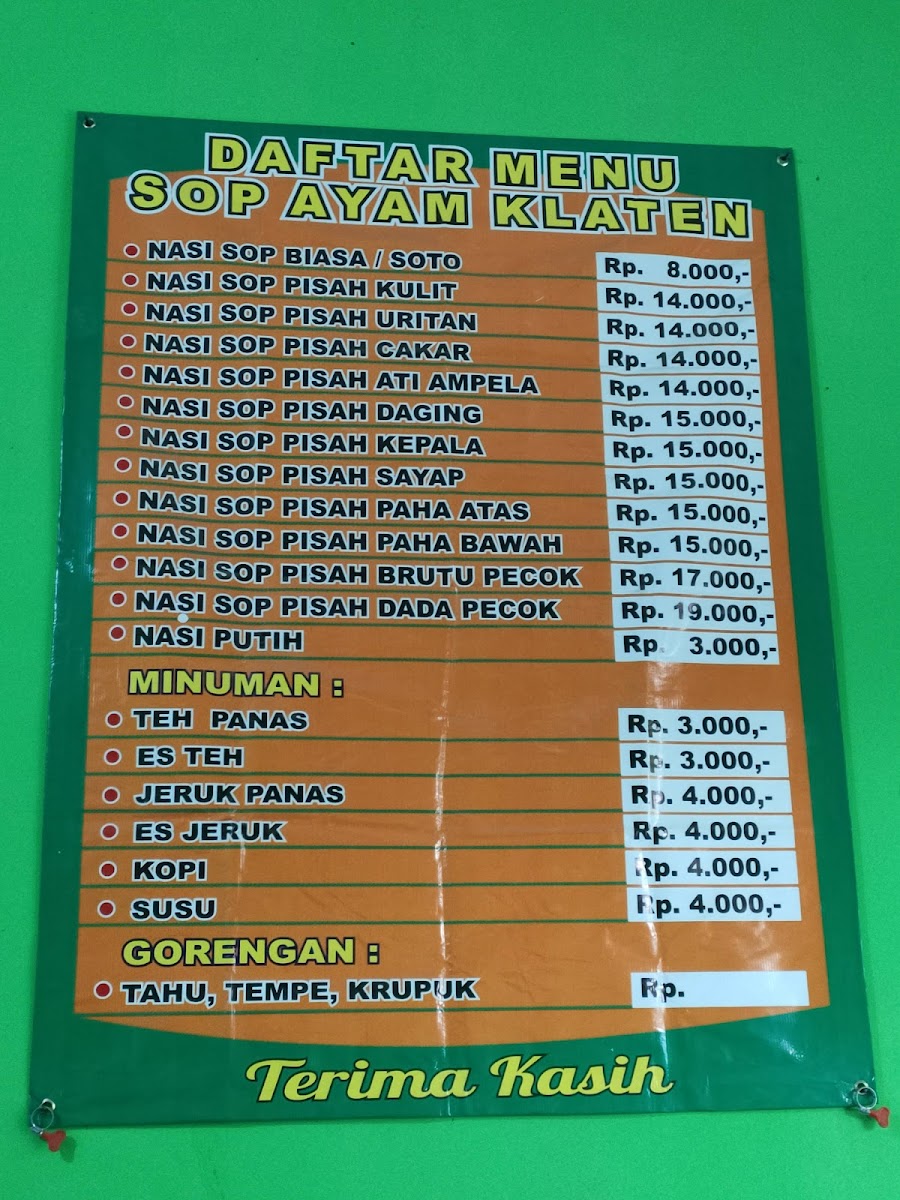 DAFTAR MENU
SOP AYAM KLATEN
NASI SOP BIASA / SOTO Rp. 8.000,-
NASI SOP PISAH KULIT Rp. 14.000,-
NASI SOP PISAH URITAN Rp. 14.000,-
NASI SOP PISAH CAKAR Rp. 14.000,-
NASI SOP PISAH ATI AMPELA Rp. 14.000,-
NASI SOP PISAH DAGING Rp. 15.000,-
NASI SOP PISAH KEPALA Rp. 15.000,-
NASI SOP PISAH SAYAP Rp. 15.000,-
NASI SOP PISAH PAHA ATAS Rp. 15.000,-
NASI SOP PISAH PAHA BAWAH Rp. 15.000,-
NASI SOP PISAH BRUTU PECOK Rp. 17.000,-
NASI SOP PISAH DADA PECOK Rp. 19.000,-
NASI PUTIH Rp. 3.000,-
MINUMAN :
TEH PANAS Rp. 3.000,-
ES TEH Rp. 3.000,-
JERUK PANAS Rp. 4.000,-
ES JERUK Rp. 4.000,-
KOPI Rp. 4.000,-
SUSU Rp. 4.000,-
GORENGAN :
TAHU, TEMPE, KRUPUK Rp.
Terima Kasih